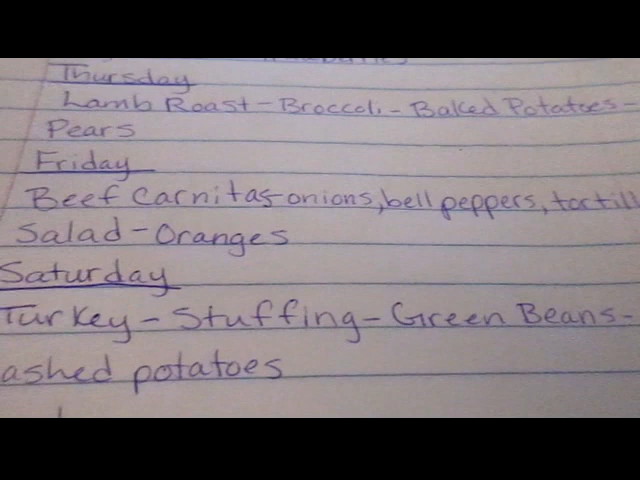 Thursday
Lamb Roast - Broccoli - Baked Potatoes -
Pears
Friday
Beef Carnitas-onions, bell peppers, tortill
Salad - Oranges
Saturday
Turkey - Stuffing - Green Beans -
ashed potatoes